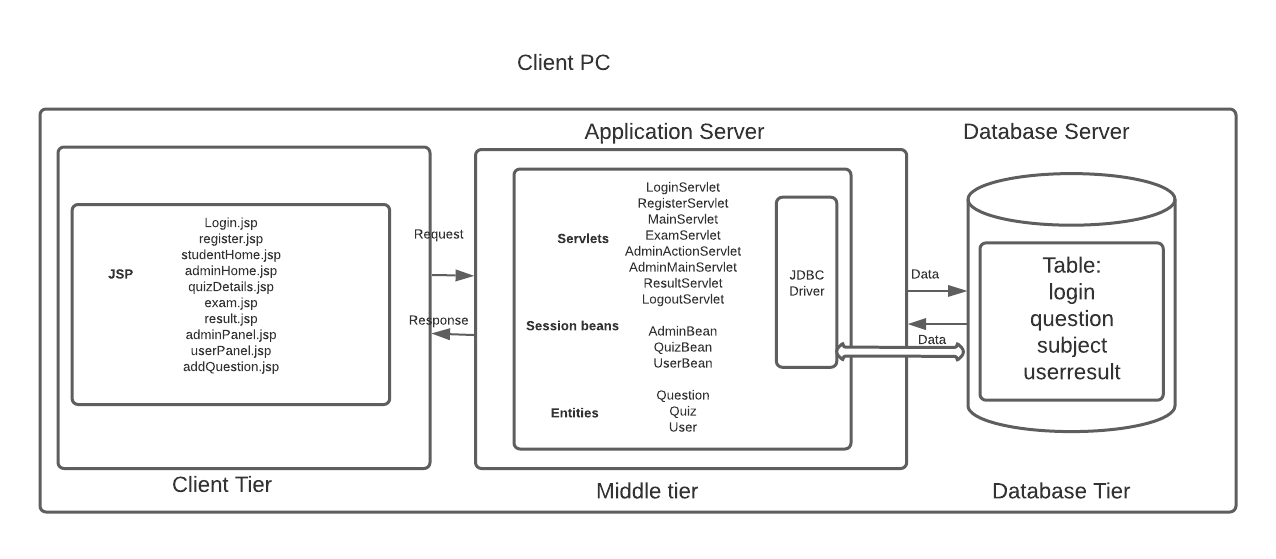 Client PC
Application Server
Database Server
JSP
Login.jsp
register.jsp
studentHome.jsp
adminHome.jsp
quizDetails.jsp
exam.jsp
result.jsp
adminPanel.jsp
userPanel.jsp
addQuestion.jsp
Client Tier
Request
Response
Servlets
LoginServlet
RegisterServlet
MainServlet
ExamServlet
AdminActionServlet
AdminMainServlet
ResultServlet
LogoutServlet
Session beans
AdminBean
QuizBean
UserBean
Entities
Question
Quiz
User
JDBC
Driver
Middle tier
Data
Data
Table:
login
question
subject
userresult
Database Tier